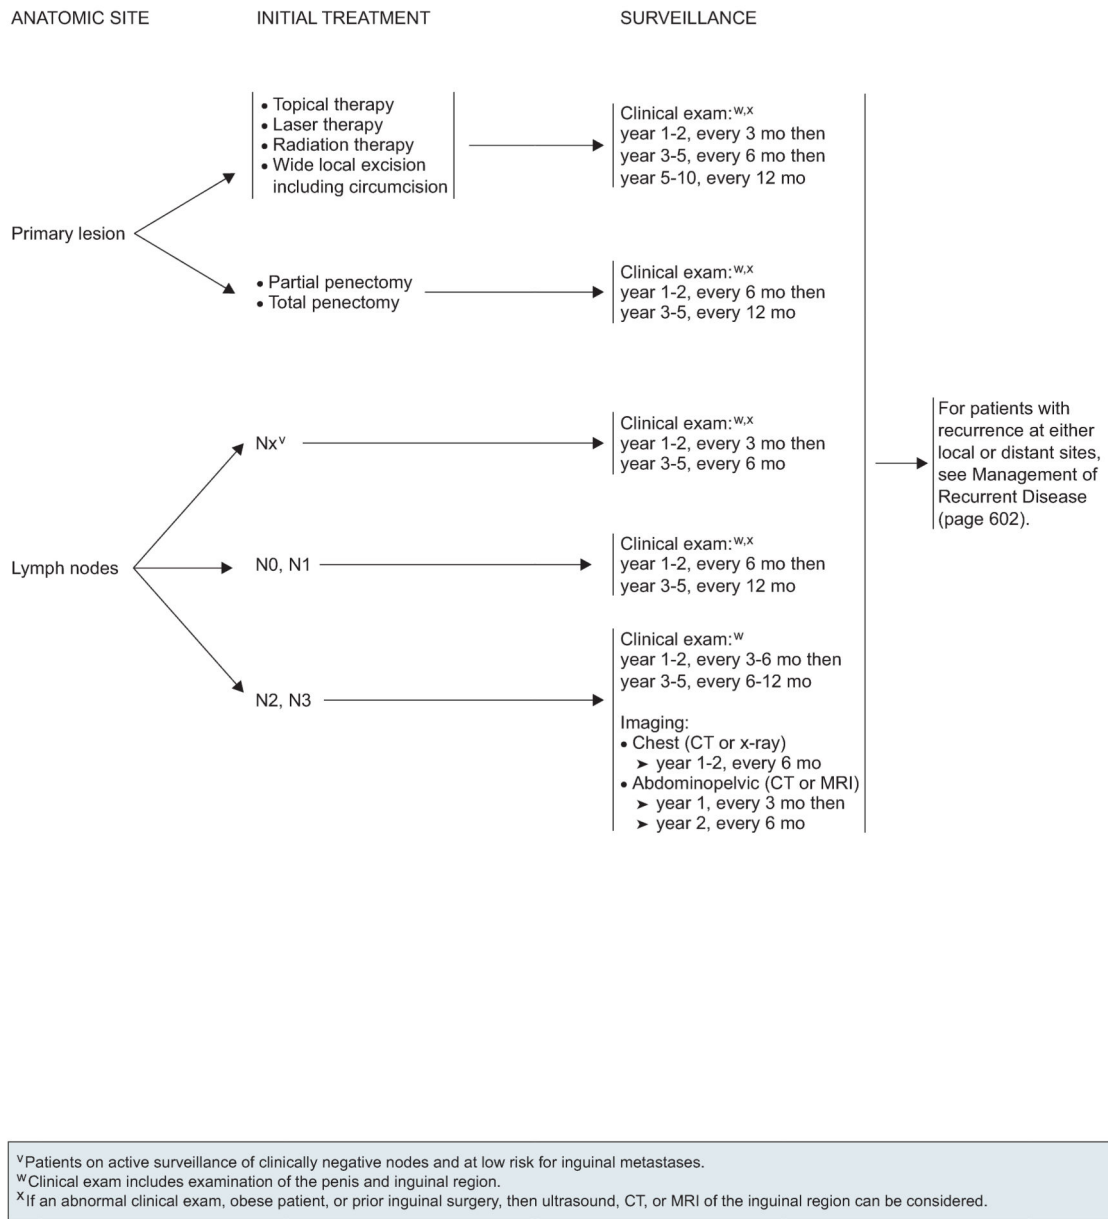 ANATOMIC SITE
INITIAL TREATMENT
SURVEILLANCE
Primary lesion
• Topical therapy
• Laser therapy
• Radiation therapy
• Wide local excision
including circumcision
Clinical exam:w,x
year 1-2, every 3 mo then
year 3-5, every 6 mo then
year 5-10, every 12 mo
• Partial penectomy
• Total penectomy
Clinical exam:w,x
year 1-2, every 6 mo then
year 3-5, every 12 mo
Lymph nodes
Nxv
Clinical exam:w,x
year 1-2, every 3 mo then
year 3-5, every 6 mo
N0, N1
Clinical exam:w,x
year 1-2, every 6 mo then
year 3-5, every 12 mo
N2, N3
Clinical exam:w
year 1-2, every 3-6 mo then
year 3-5, every 6-12 mo
Imaging:
• Chest (CT or x-ray)
➤ year 1-2, every 6 mo
• Abdominopelvic (CT or MRI)
➤ year 1, every 3 mo then
➤ year 2, every 6 mo
For patients with
recurrence at either
local or distant sites,
see Management of
Recurrent Disease
(page 602).
vPatients on active surveillance of clinically negative nodes and at low risk for inguinal metastases.
wClinical exam includes examination of the penis and inguinal region.
xIf an abnormal clinical exam, obese patient, or prior inguinal surgery, then ultrasound, CT, or MRI of the inguinal region can be considered.